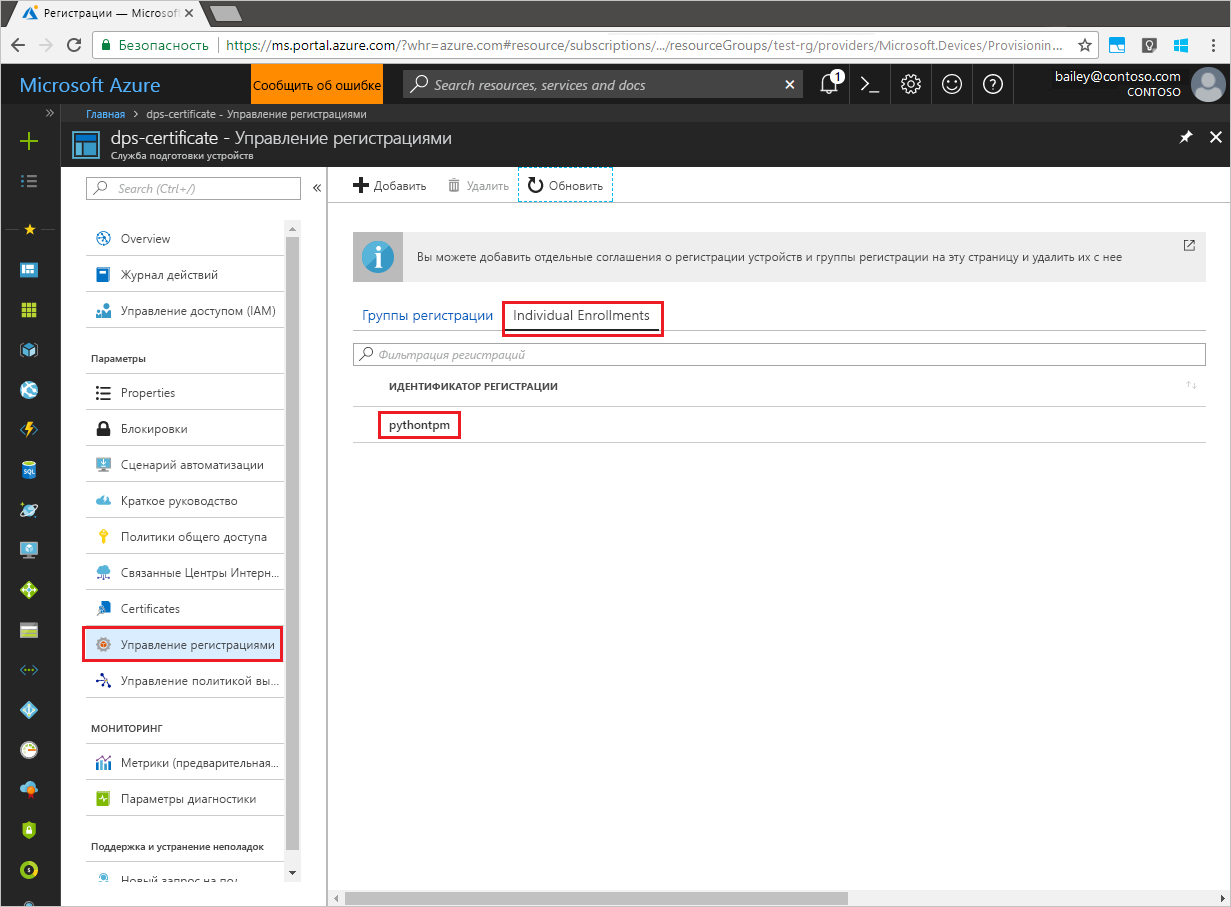 Регистрации — Microsoft
Безопасность
https://ms.portal.azure.com/?whr=azure.com#resource/subscriptions/.../resourceGroups/test-rg/providers/Microsoft.Devices/Provisionin...
Microsoft Azure
Сообщить об ошибке
Search resources, services and docs
1
bailey@contoso.com
CONTOSO
Главная > dps-certificate - Управление регистрациями
dps-certificate - Управление регистрациями
Служба подготовки устройств
Search (Ctrl+/)
Добавить
Удалить
Обновить
Overview
Журнал действий
Управление доступом (IAM)
Параметры
Properties
Блокировки
Сценарий автоматизации
Краткое руководство
Политики общего доступа
Связанные Центры Интерн...
Certificates
Управление регистрациями
Управление политикой вы...
МОНИТОРИНГ
Метрики (предварительная...
Параметры диагностики
Поддержка и устранение неполадок
Новый запрос на
Вы можете добавить отдельные соглашения о регистрации устройств и группы регистрации на эту страницу и удалить их с нее
Группы регистрации
Individual Enrollments
Фильтрация регистраций
ИДЕНТИФИКАТОР РЕГИСТРАЦИИ
pythontpm